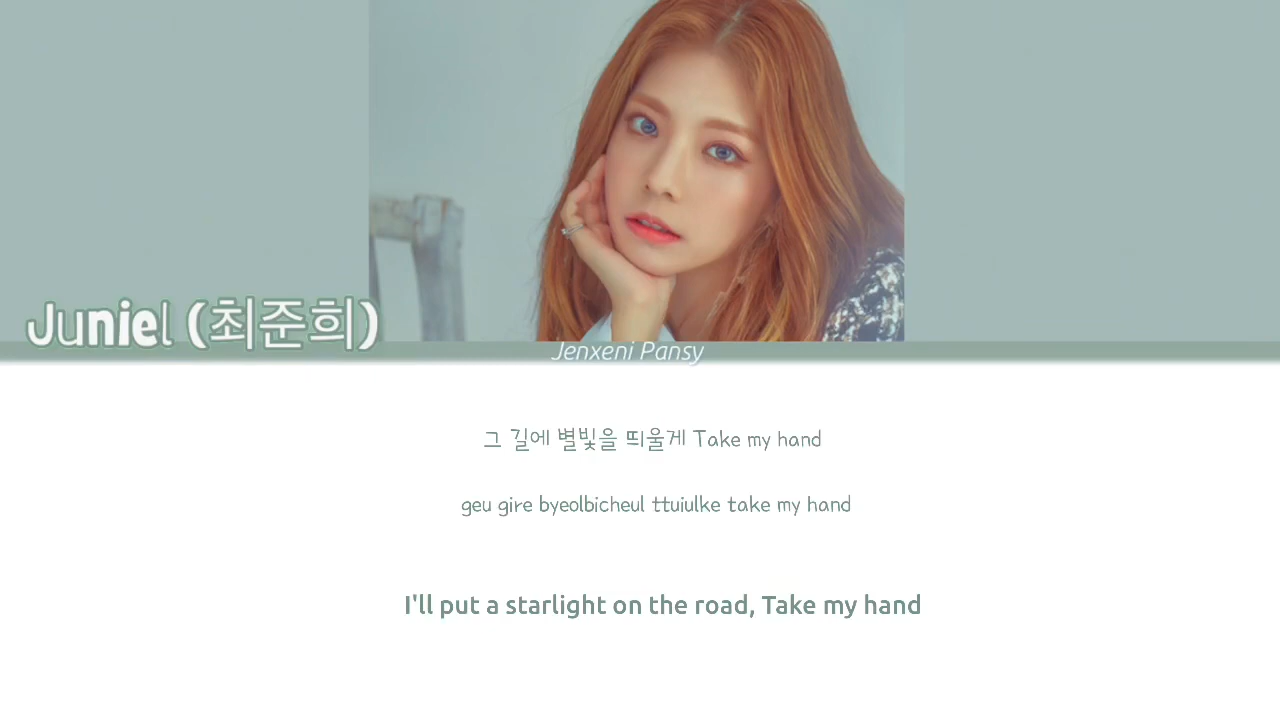 Juniel (최준희)
Jenxeni Pansy
그 길에 별빛을 띄울게 Take my hand
geu gire byeolbicheul ttuiulke take my hand
I'll put a starlight on the road, Take my hand